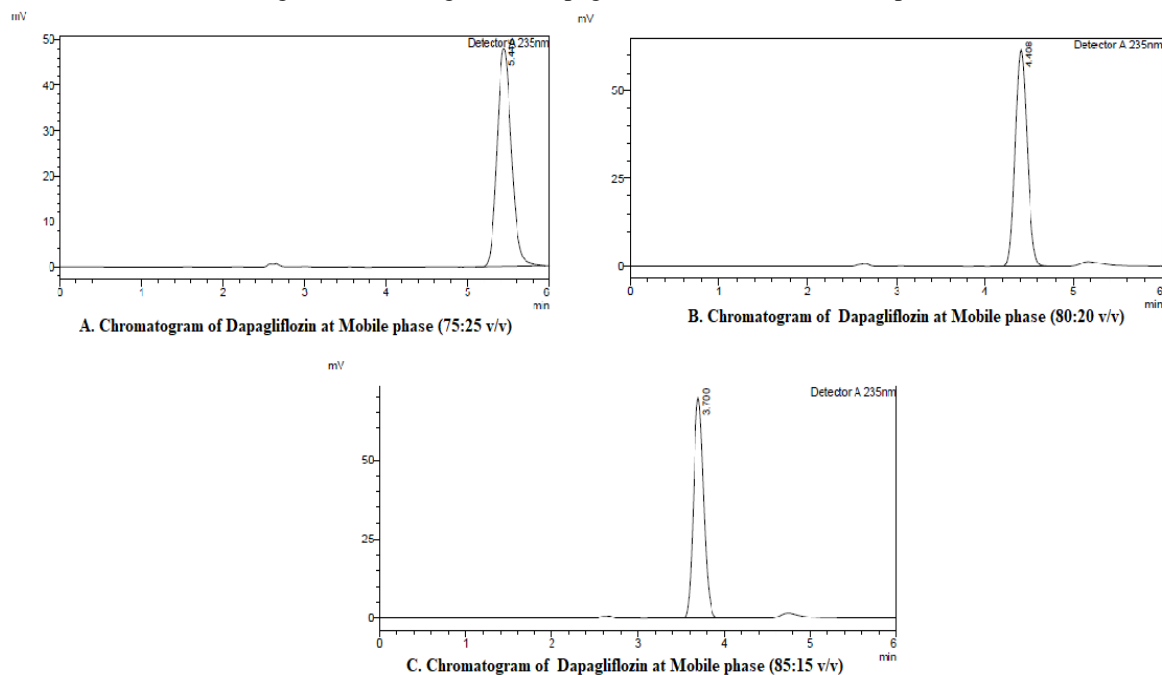 mV
Detector A 235nm
50
40
30
20
10
0
0 1 2 3 4 5 6
min
A. Chromatogram of Dapagliflozin at Mobile phase (75:25 v/v)
mV
Detector A 235nm
4.408
50
25
0
0 1 2 3 4 5 6
min
B. Chromatogram of Dapagliflozin at Mobile phase (80:20 v/v)
mV
Detector A 235nm
3.700
50
25
0
0 1 2 3 4 5 6
min
C. Chromatogram of Dapagliflozin at Mobile phase (85:15 v/v)